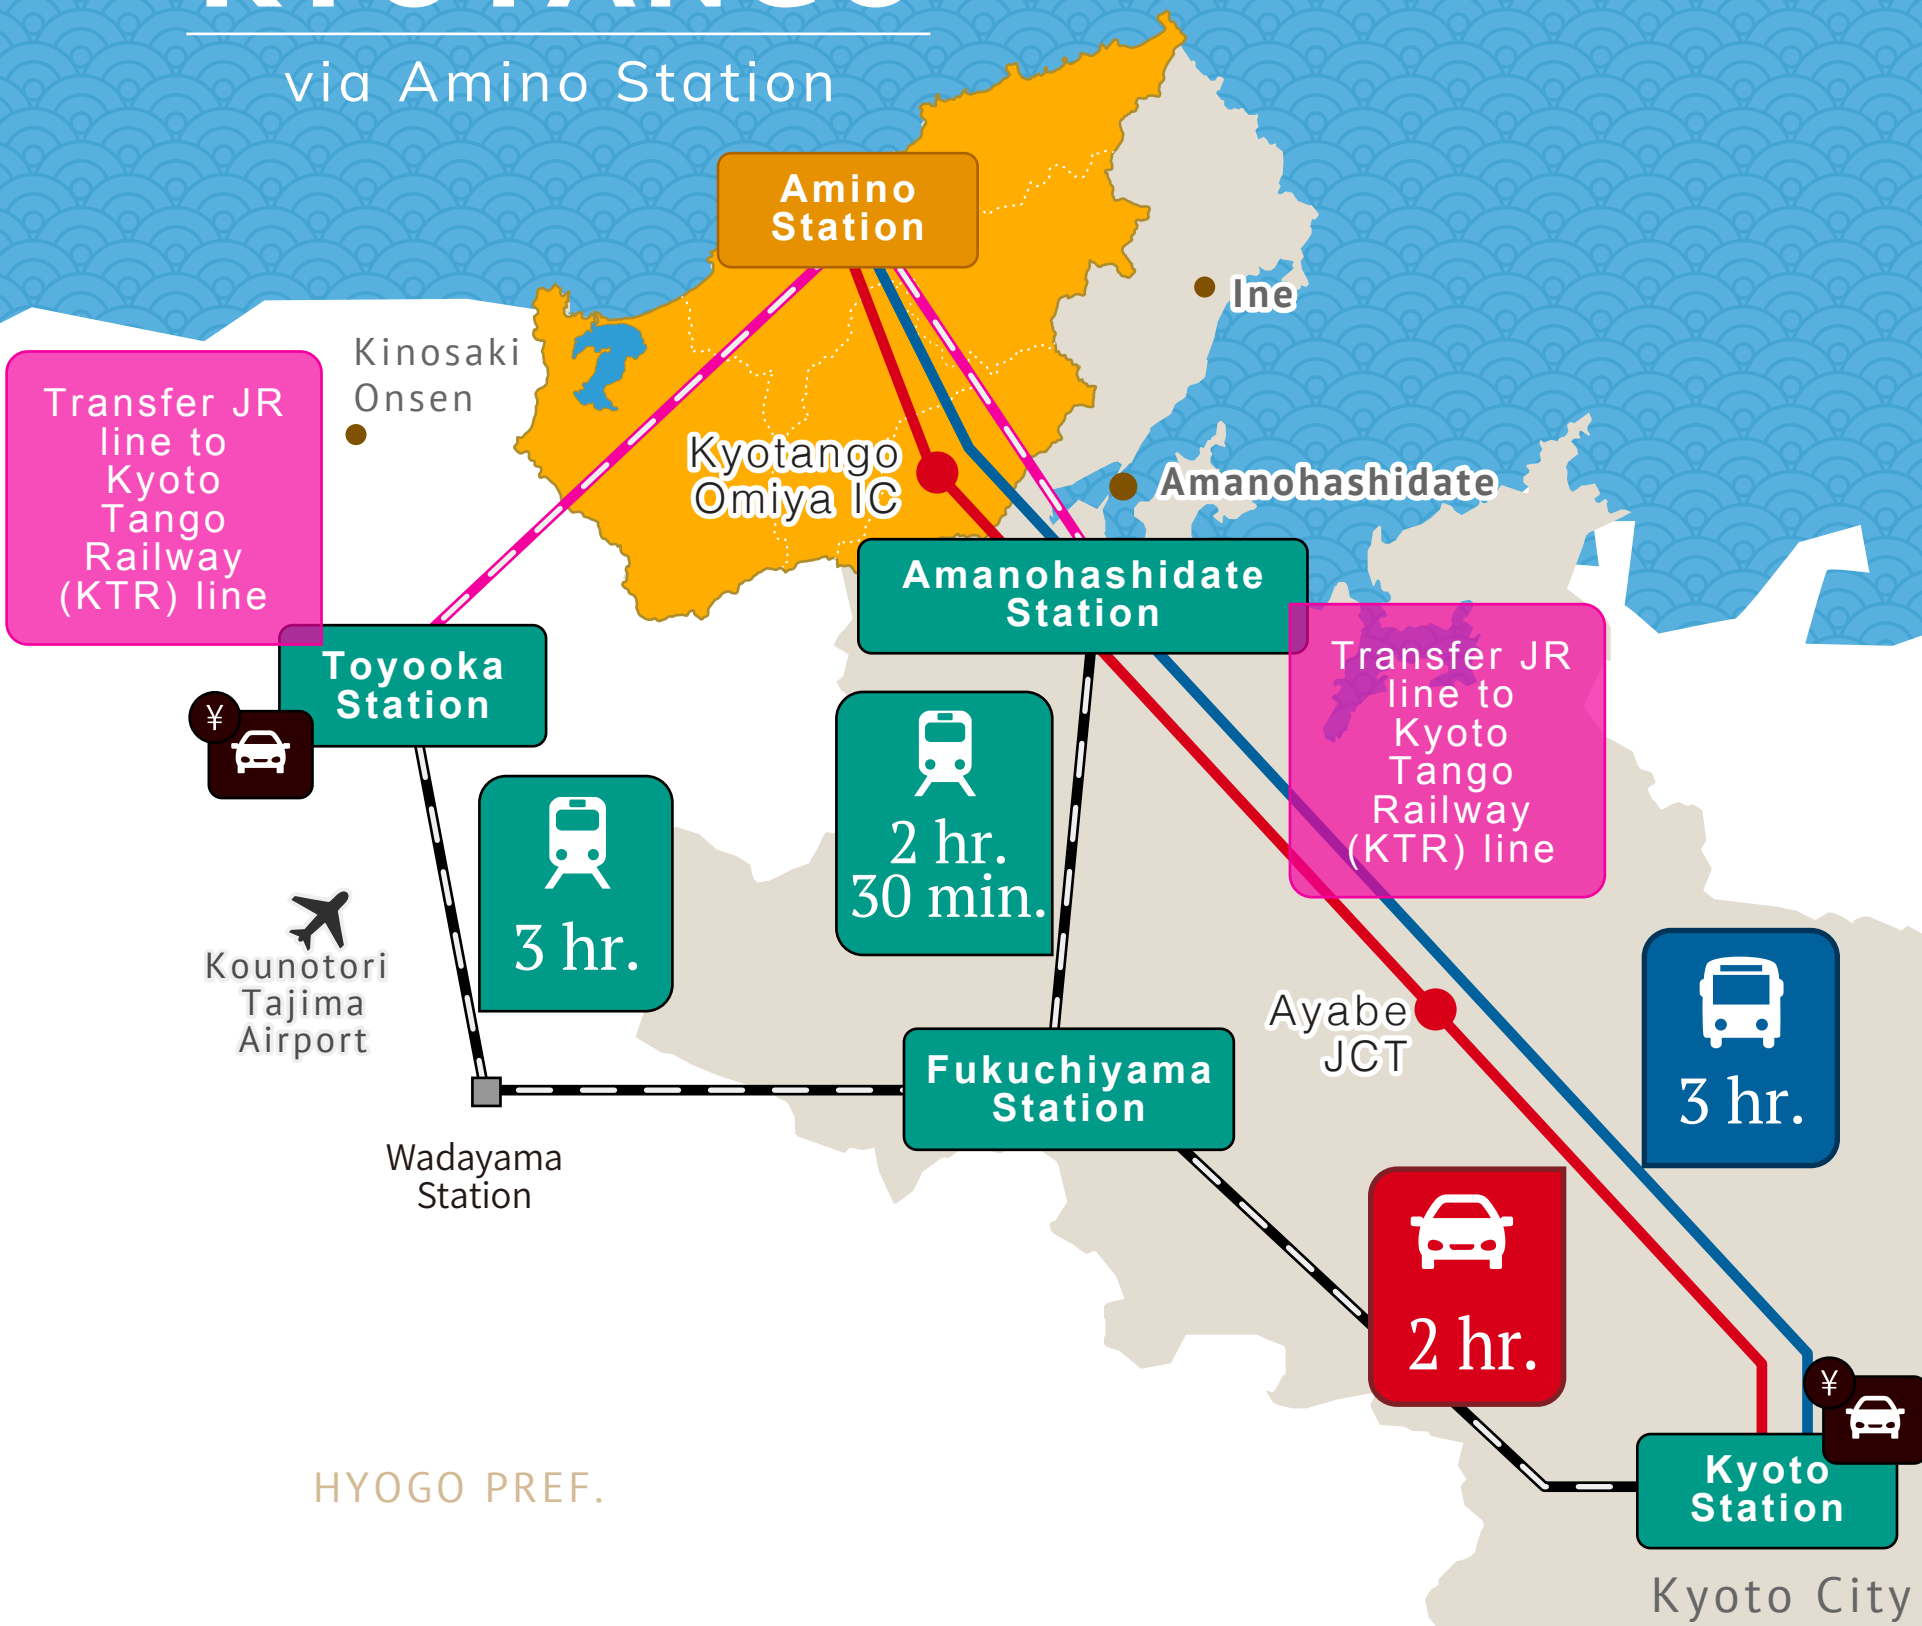 KYOTANGO
via Amino Station
Amino
Station
Ine
Kinosaki
Onsen
Transfer JR
line to
Kyoto
Tango
Railway
(KTR) line
Kyotango
Omiya IC
Amanohashidate
Amanohashidate
Station
Toyooka
Station
¥
Transfer JR
line to
Kyoto
Tango
Railway
(KTR) line
2 hr.
30 min.
3 hr.
Kounotori
Tajima
Airport
Ayabe
JCT
3 hr.
Fukuchiyama
Station
Wadayama
Station
2 hr.
¥
Kyoto
Station
HYOGO PREF.
Kyoto City